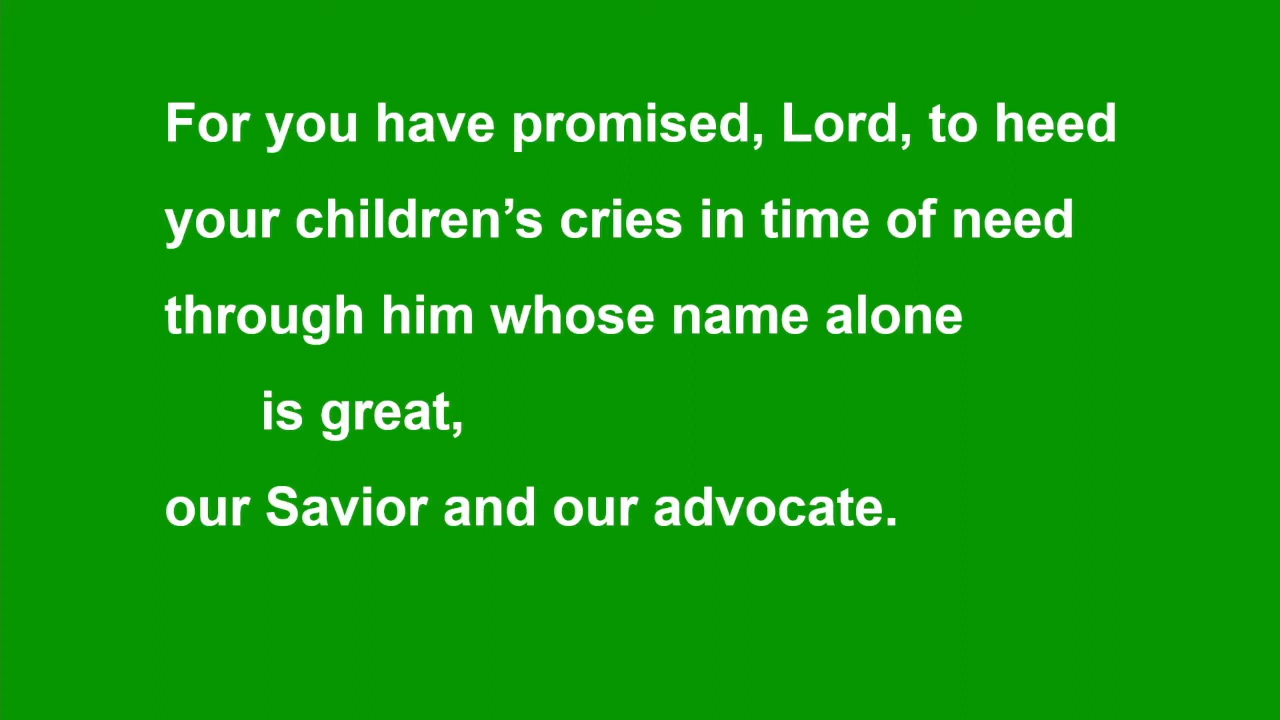 For you have promised, Lord, to heed
your children’s cries in time of need
through him whose name alone
is great,
our Savior and our advocate.